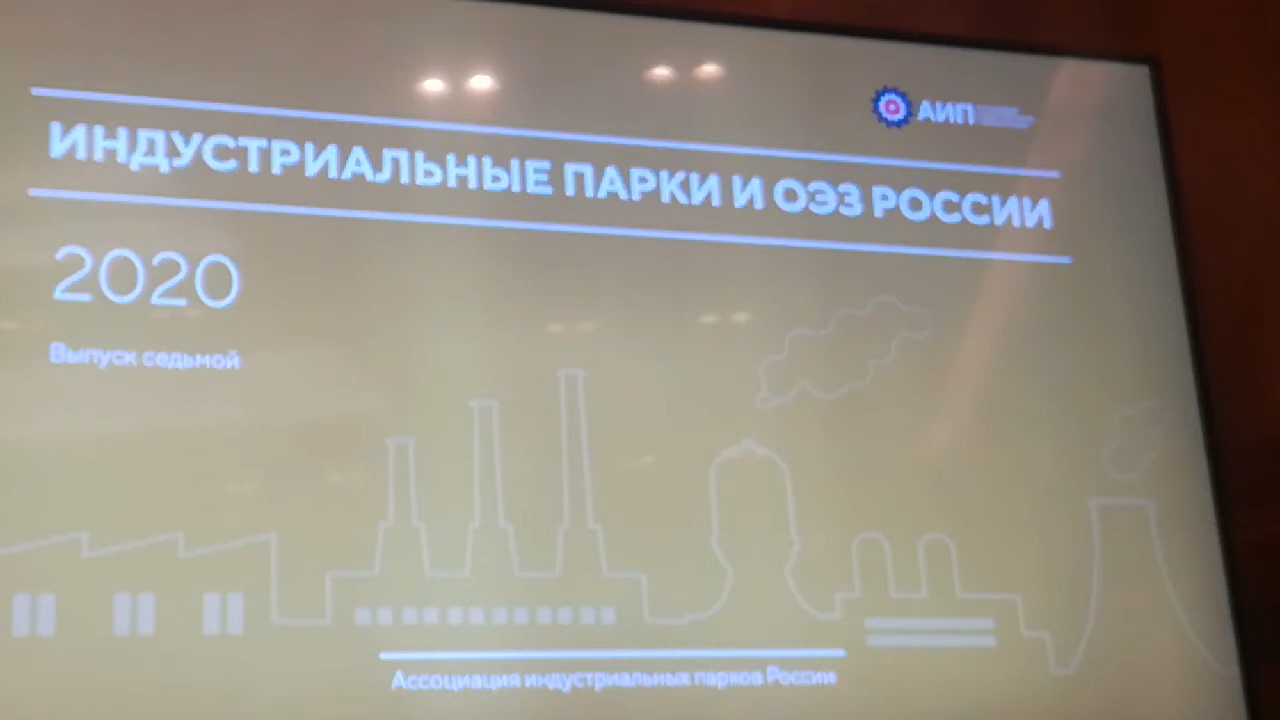 АИП
ИНДУСТРИАЛЬНЫЕ ПАРКИ И ОЭЗ РОССИИ
2020
Выпуск седьмой
Ассоциация индустриальных парков России